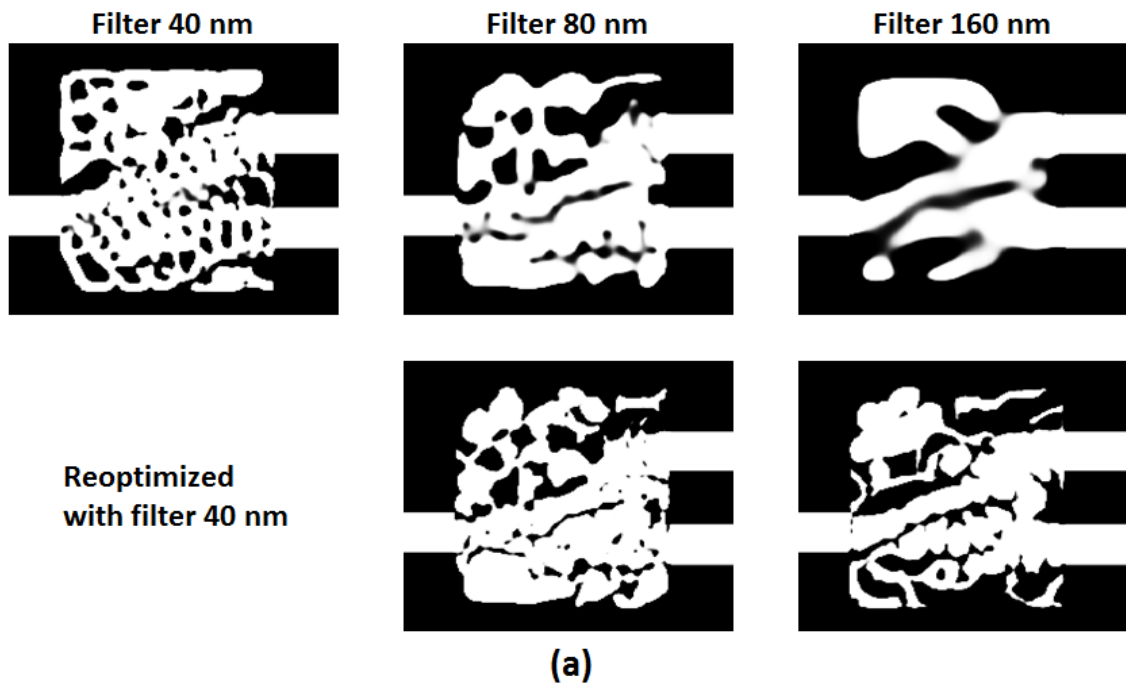 Filter 40 nm
Filter 80 nm
Filter 160 nm
Reoptimized
with filter 40 nm
(a)